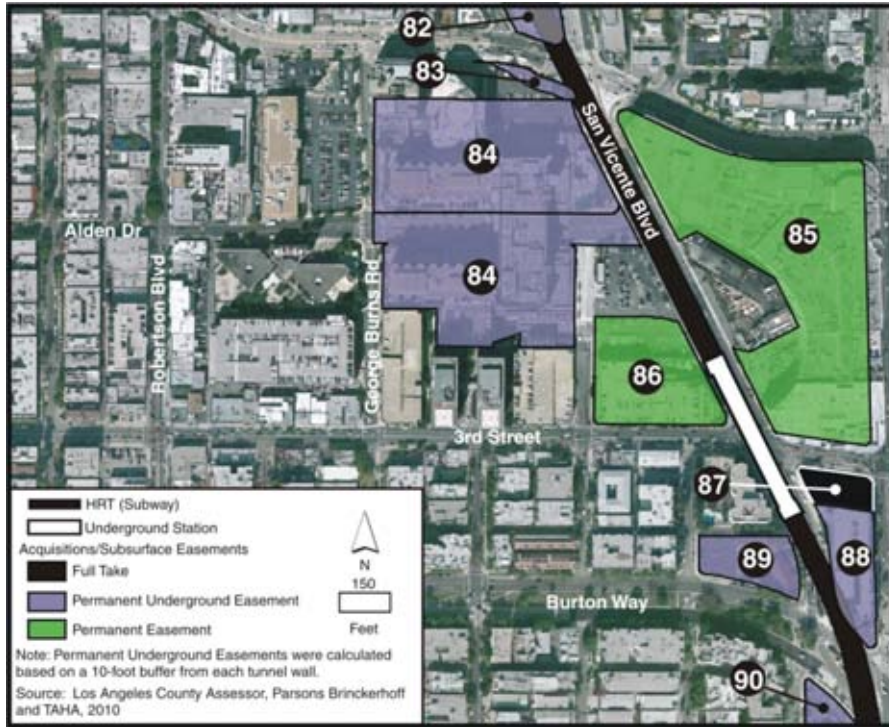 82
83
84
San Vicente Blvd
85
Alden Dr
84
Robertson Blvd
George Burns Rd
86
3rd Street
87
88
89
Burton Way
90
HRT (Subway)
Underground Station
Acquisitions/Subsurface Easements
Full Take
Permanent Underground Easement
Permanent Easement
N
150
Feet
Note: Permanent Underground Easements were calculated
based on a 10-foot buffer from each tunnel wall.
Source: Los Angeles County Assessor, Parsons Brinckerhoff
and TAHA, 2010